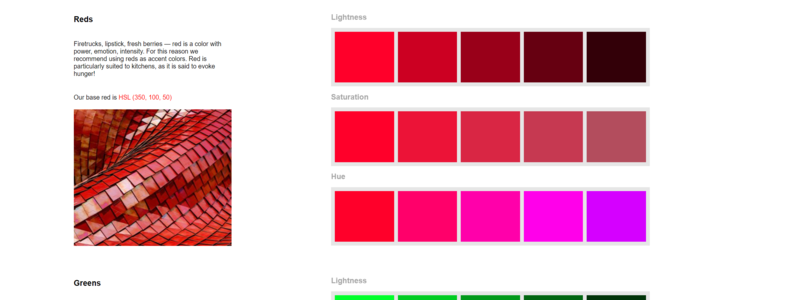 Reds
Firetrucks, lipstick, fresh berries — red is a color with
power, emotion, intensity. For this reason we
recommend using reds as accent colors. Red is
particularly suited to kitchens, as it is said to evoke
hunger!
Our base red is HSL (350, 100, 50)
Lightness
Saturation
Hue
Greens
Lightness